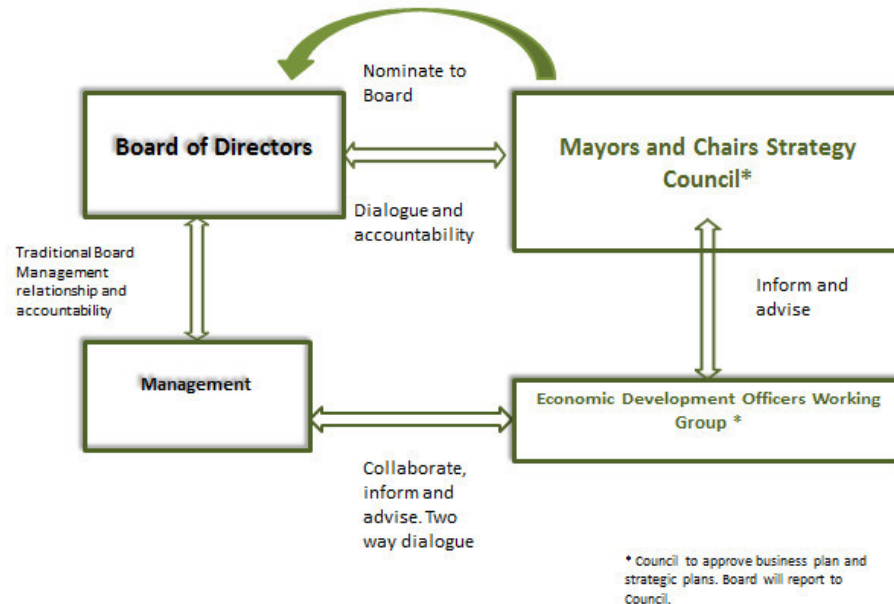 Nominate to
Board
Board of Directors
Mayors and Chairs Strategy
Council*
Dialogue and
accountability
Traditional Board
Management
relationship and
accountability
Inform and
advise
Management
Economic Development Officers Working
Group *
Collaborate,
inform and
advise. Two
way dialogue
* Council to approve business plan and
strategic plans. Board will report to
Council.